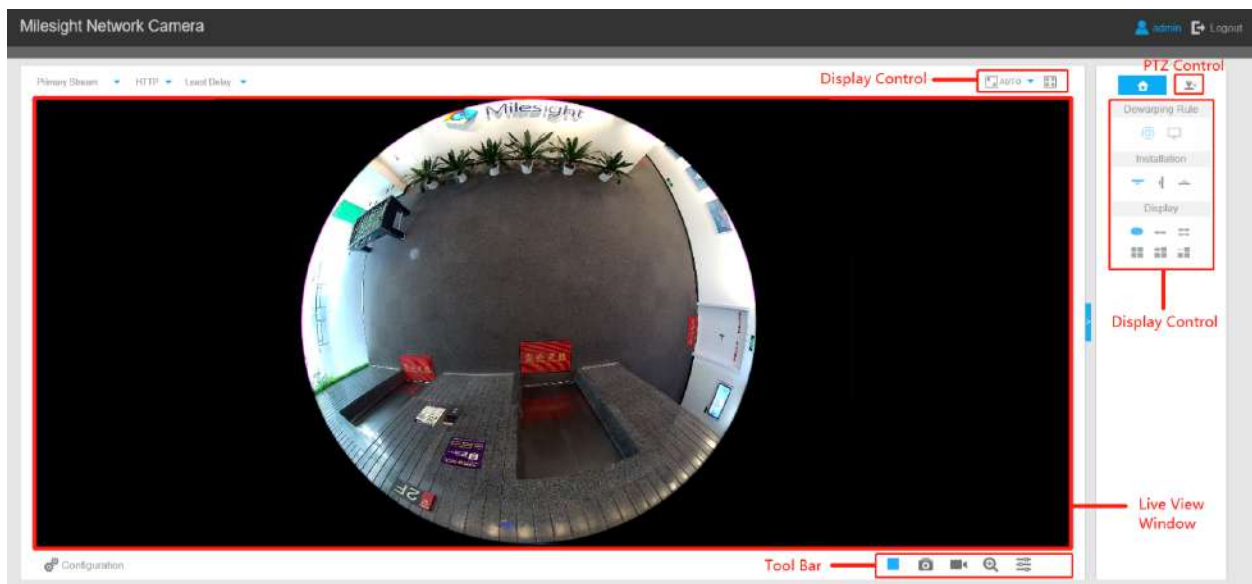 Milesight Network Camera
admin
Logout
Primary Stream
HTTP
Least Delay
Display Control
AUTO
PTZ Control
Milesight
Dewarping Rule
Installation
Display
Display Control
2F
Live View
Window
Configuration
Tool Bar